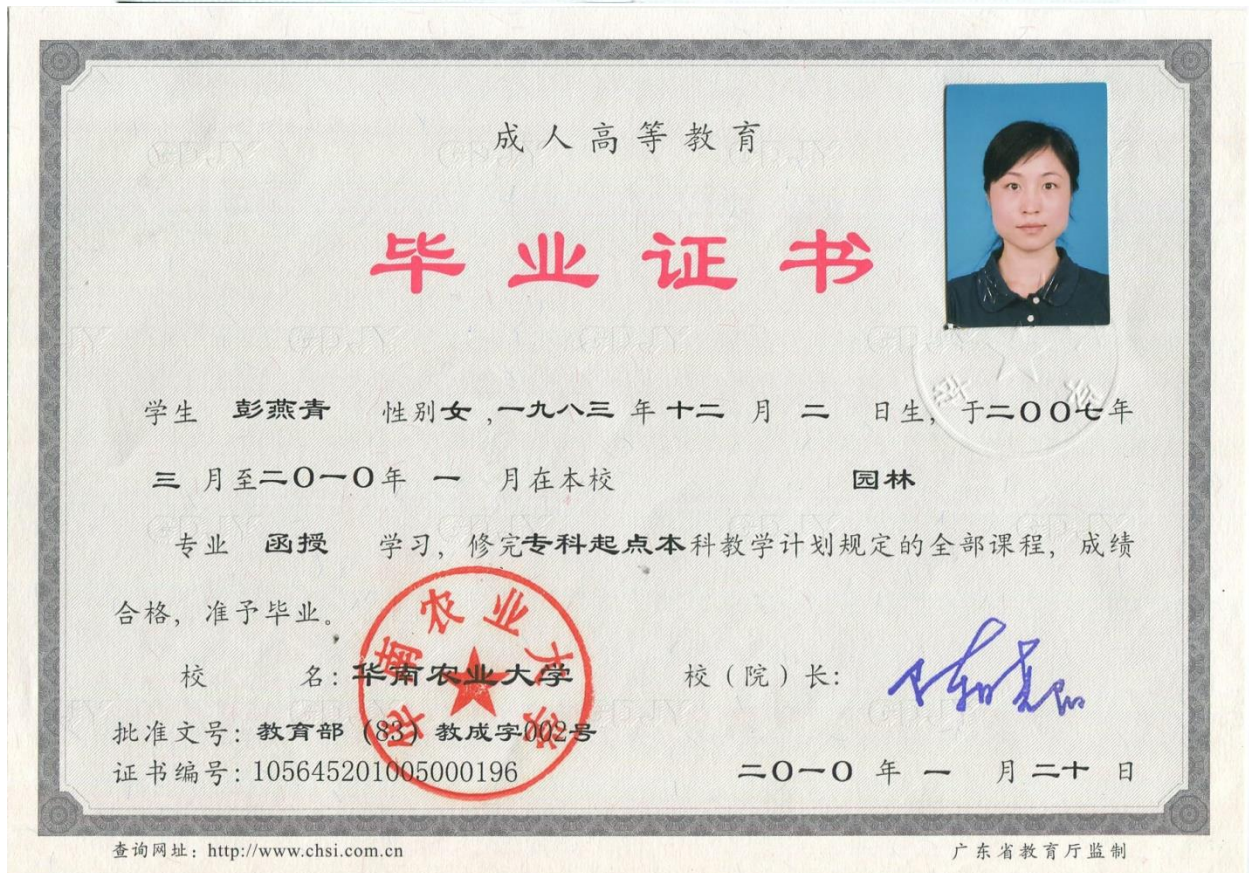 成人高等教育
毕业证书
学生 彭燕青 性别女,一九八三年十二月二日生,于二〇〇七年
三月至二〇一〇年一月在本校 园林
专业 函授 学习,修完专科起点本科教学计划规定的全部课程,成绩
合格,准予毕业。
华南农业大学
校 名:华南农业大学 校(院)长:
批准文号:教育部(83)教成字002号
证书编号:105645201005000196 二〇一〇年一月二十日
查询网址:http://www.chsi.com.cn 广东省教育厅监制